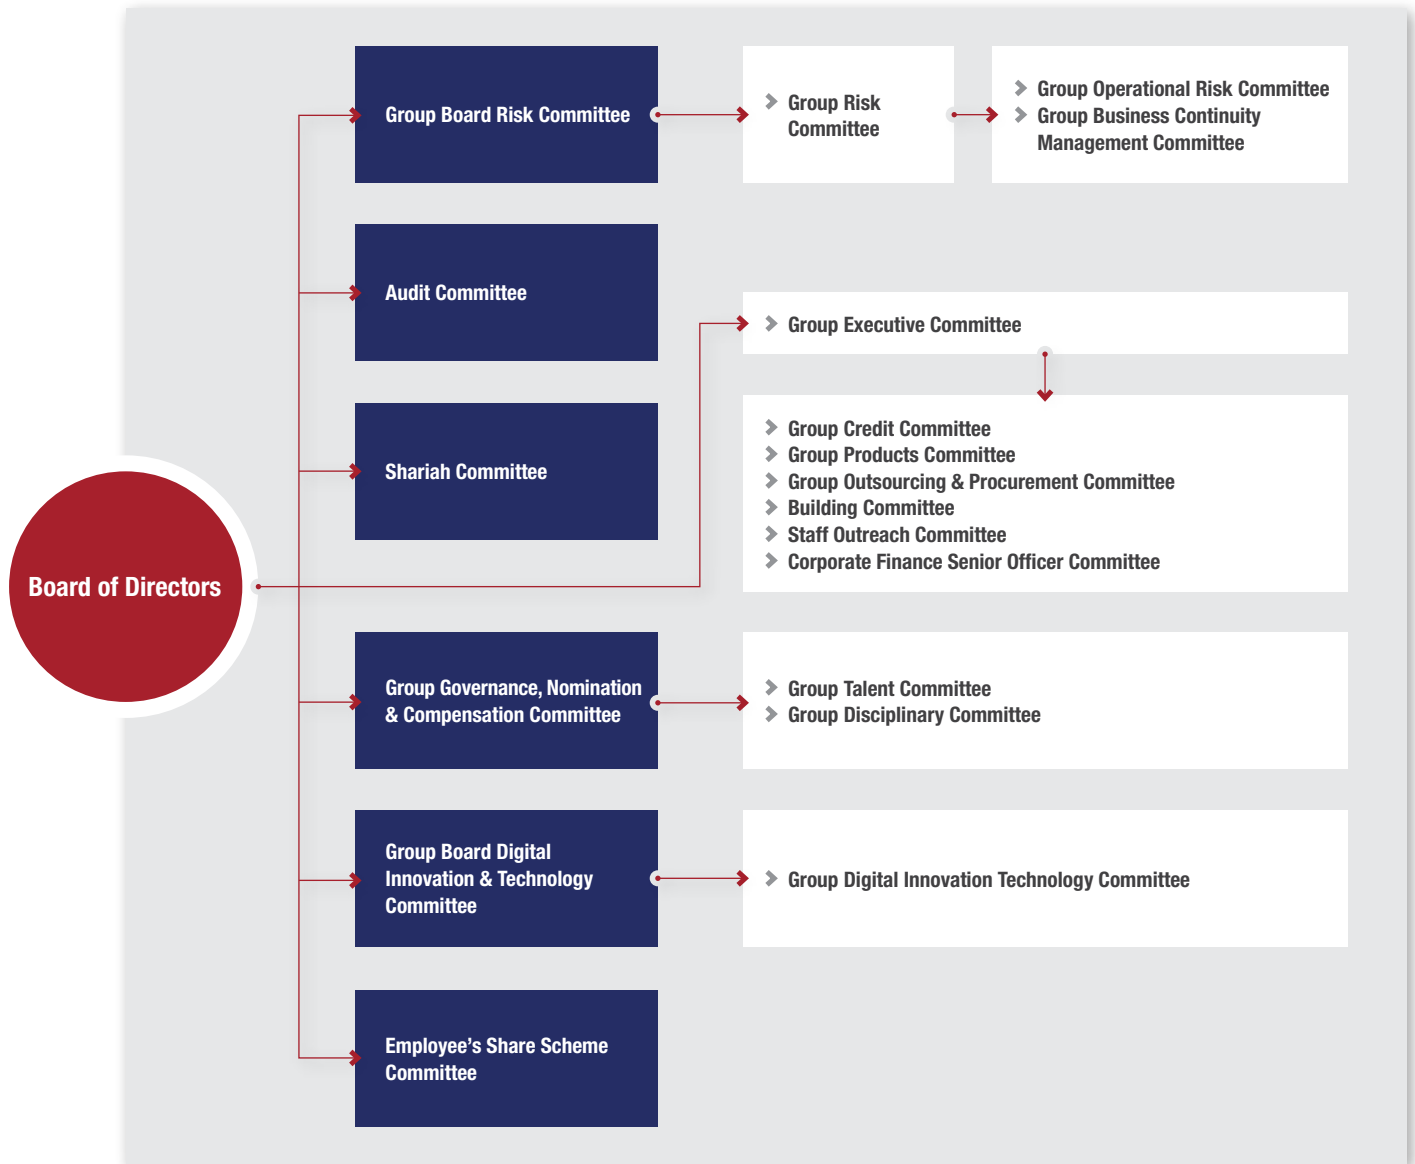 Board of Directors
Group Board Risk Committee
Group Risk
Committee
Group Operational Risk Committee
Group Business Continuity
Management Committee
Audit Committee
Group Executive Committee
Shariah Committee
Group Credit Committee
Group Products Committee
Group Outsourcing & Procurement Committee
Building Committee
Staff Outreach Committee
Corporate Finance Senior Officer Committee
Group Governance, Nomination
& Compensation Committee
Group Talent Committee
Group Disciplinary Committee
Group Board Digital
Innovation & Technology
Committee
Group Digital Innovation Technology Committee
Employee’s Share Scheme
Committee